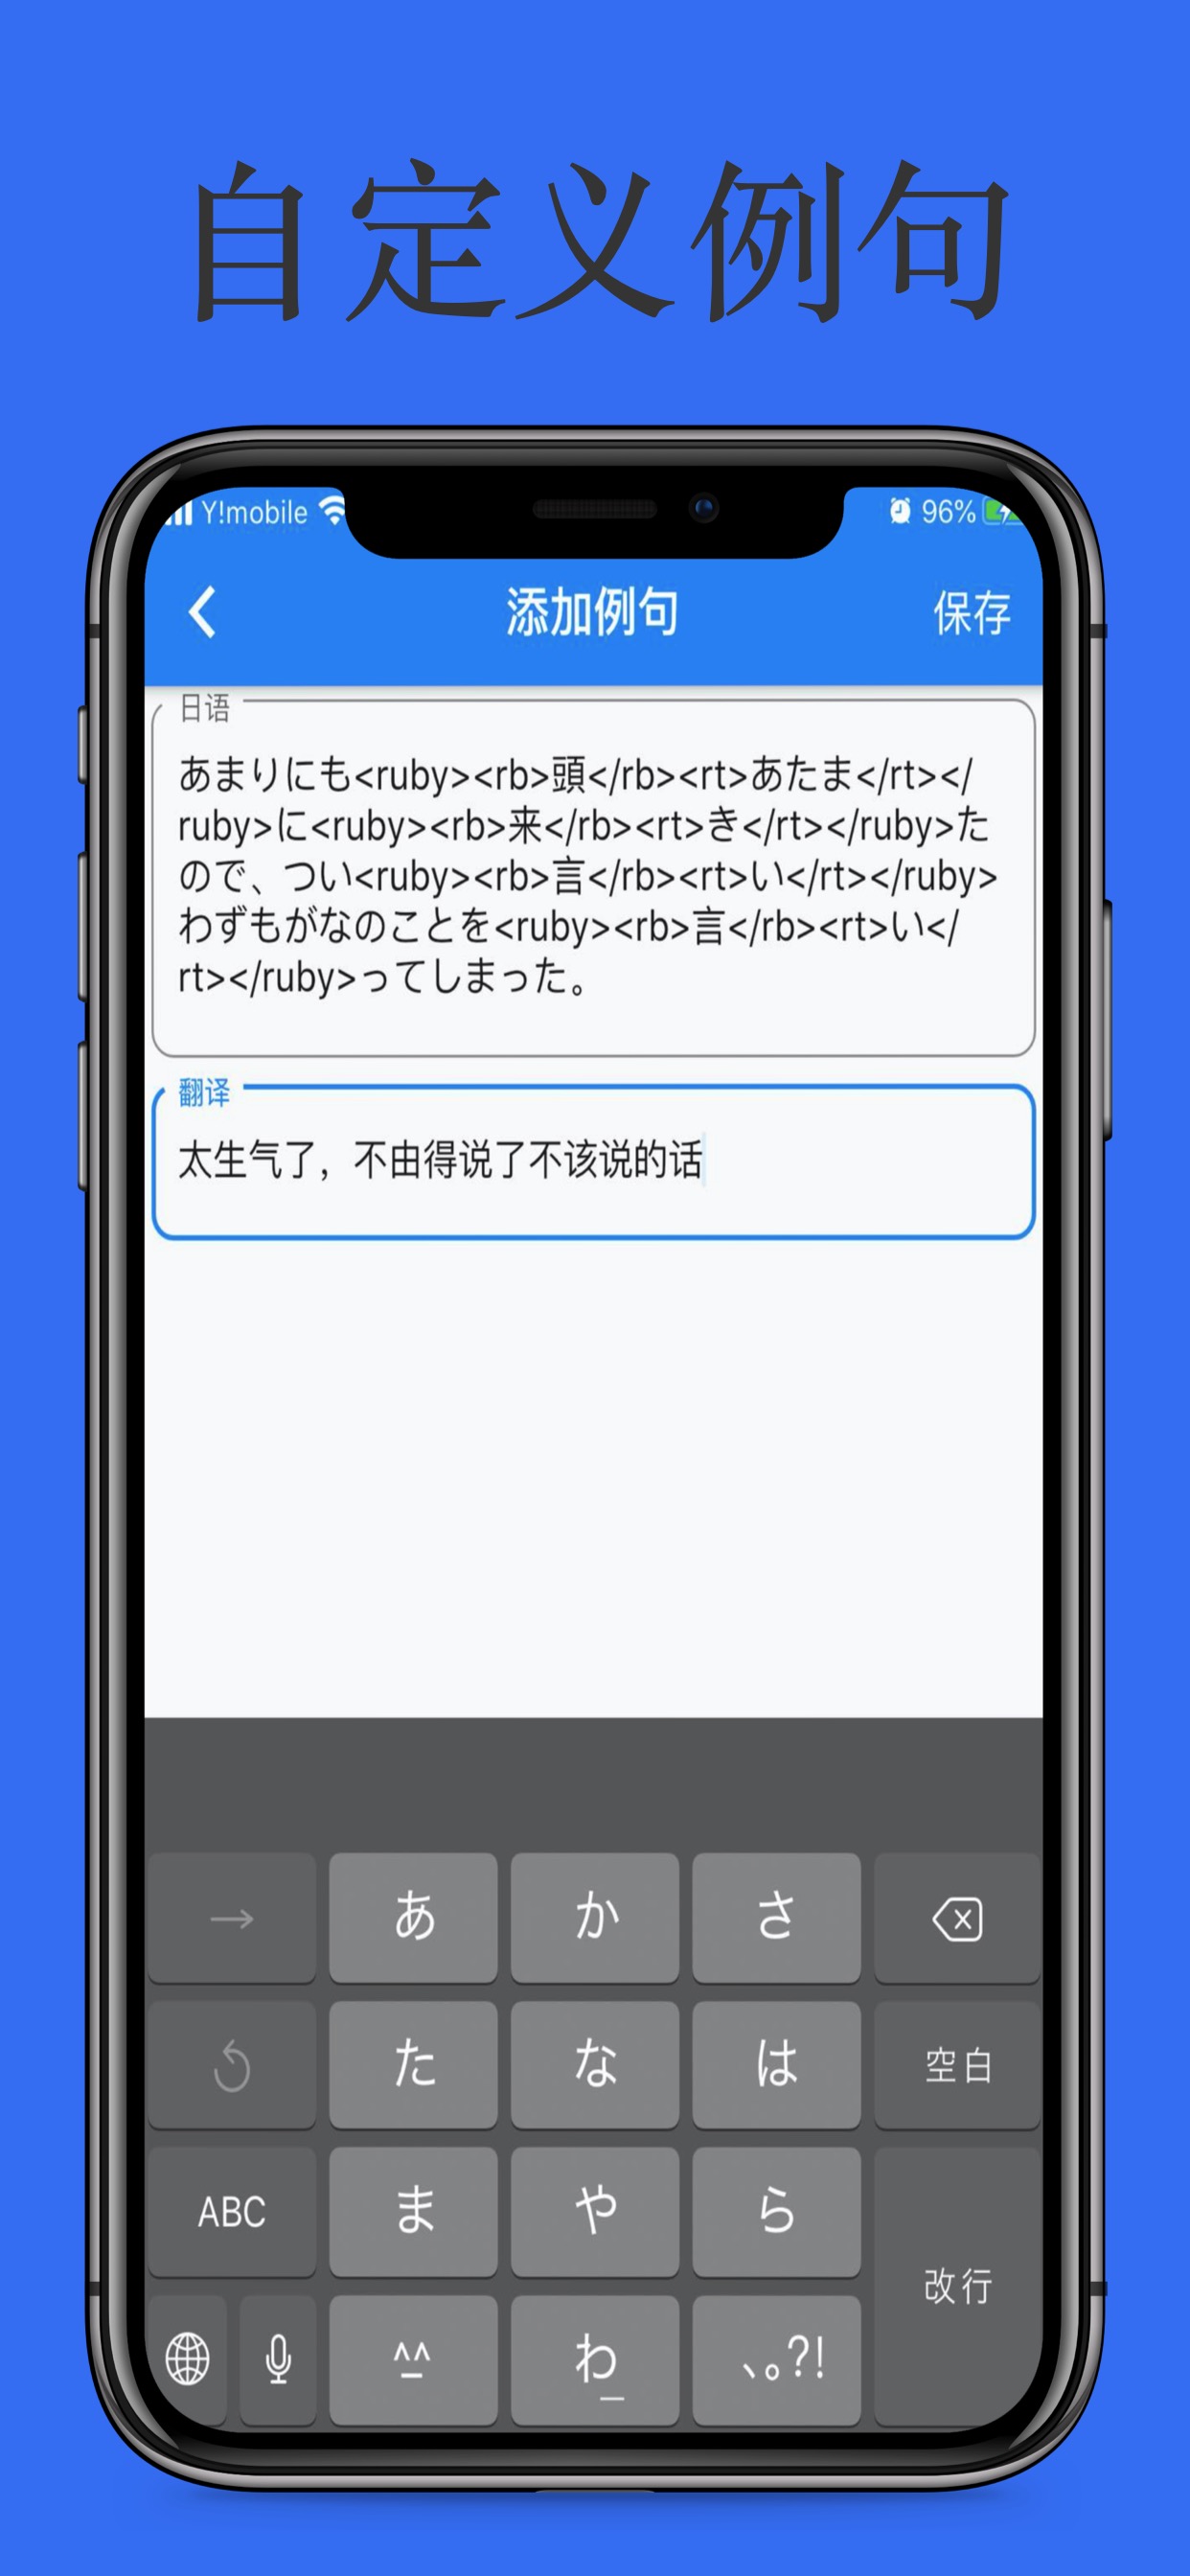 自定义例句
Y!mobile 96%
添加例句 保存
日语
あまりにも<ruby><rb>頭</rb><rt>あたま</rt></
ruby>に<ruby><rb>来</rb><rt>き</rt></ruby>た
ので、つい<ruby><rb>言</rb><rt>い</rt></ruby>
わずもがなのことを<ruby><rb>言</rb><rt>い</
rt></ruby>ってしまった。
翻译
太生气了，不由得说了不该说的话
→ あ か さ
た な は 空白
ABC ま や ら
改行
^^ わ_ 、。?!